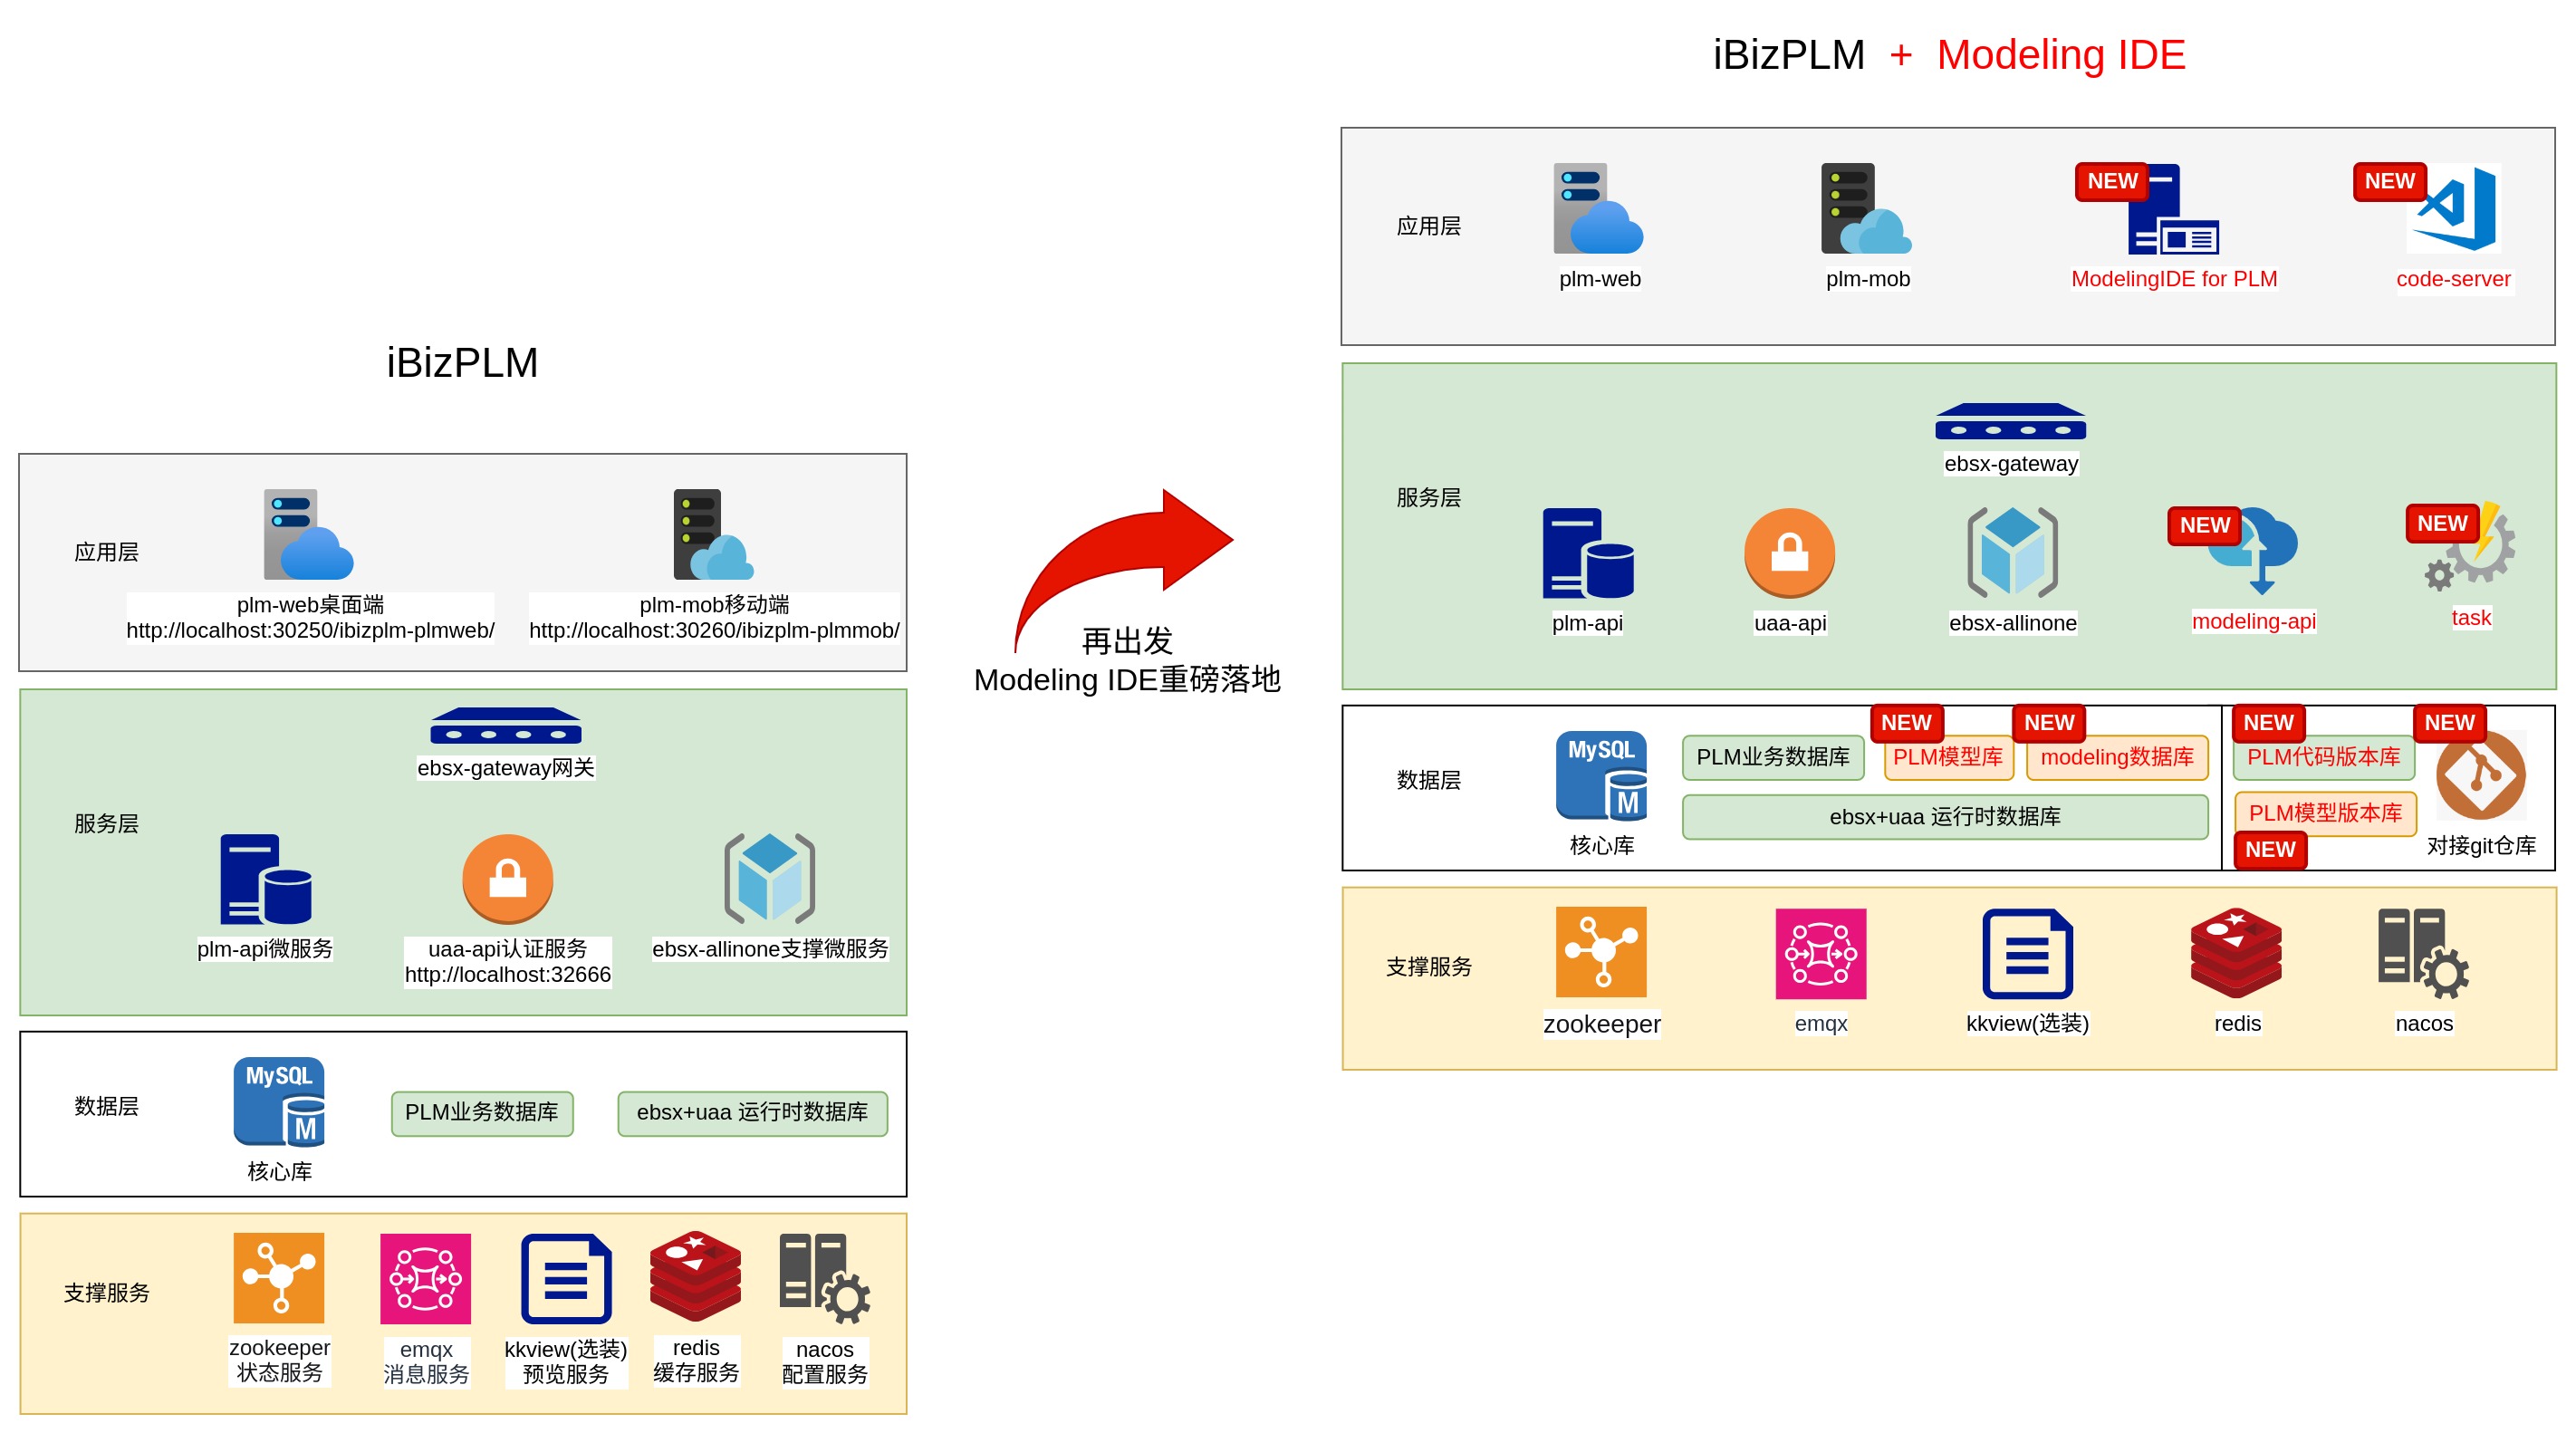 iBizPLM
应用层
plm-web桌面端
http://localhost:30250/ibizplm-plmweb/
plm-mob移动端
http://localhost:30260/ibizplm-plmmob/
服务层
ebsx-gateway网关
plm-api微服务
uaa-api认证服务
http://localhost:32666
ebsx-allinone支撑微服务
数据层
MySQL
M
核心库
PLM业务数据库
ebsx+uaa 运行时数据库
支撑服务
zookeeper
状态服务
emqx
消息服务
kkview(选装)
预览服务
redis
缓存服务
nacos
配置服务
再出发
Modeling IDE重磅落地
iBizPLM + Modeling IDE
应用层
plm-web
plm-mob
NEW
ModelingIDE for PLM
NEW
code-server
服务层
ebsx-gateway
plm-api
uaa-api
ebsx-allinone
NEW
modeling-api
NEW
task
数据层
MySQL
M
核心库
PLM业务数据库
NEW
PLM模型库
NEW
modeling数据库
ebsx+uaa 运行时数据库
NEW
PLM代码版本库
NEW
PLM模型版本库
NEW
对接git仓库
支撑服务
zookeeper
emqx
kkview(选装)
redis
nacos